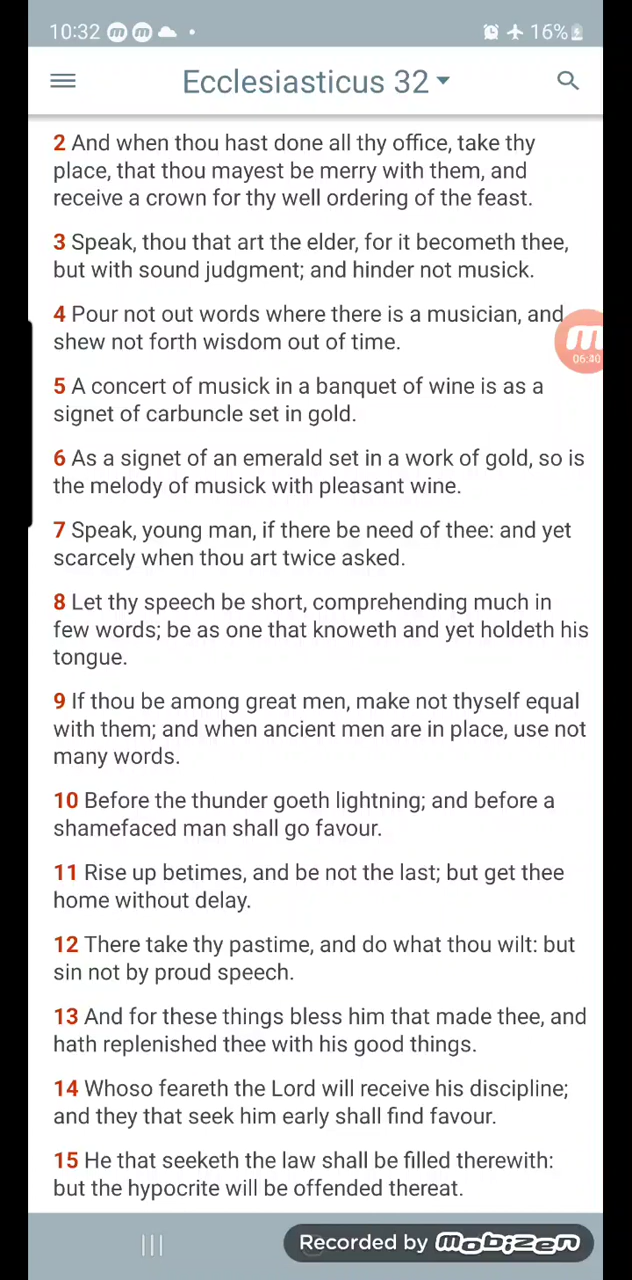 10:32 16%
Ecclesiasticus 32
2 And when thou hast done all thy office, take thy
place, that thou mayest be merry with them, and
receive a crown for thy well ordering of the feast.
3 Speak, thou that art the elder, for it becometh thee,
but with sound judgment; and hinder not musick.
4 Pour not out words where there is a musician, and
shew not forth wisdom out of time.
m
06:40
5 A concert of musick in a banquet of wine is as a
signet of carbuncle set in gold.
6 As a signet of an emerald set in a work of gold, so is
the melody of musick with pleasant wine.
7 Speak, young man, if there be need of thee: and yet
scarcely when thou art twice asked.
8 Let thy speech be short, comprehending much in
few words; be as one that knoweth and yet holdeth his
tongue.
9 If thou be among great men, make not thyself equal
with them; and when ancient men are in place, use not
many words.
10 Before the thunder goeth lightning; and before a
shamefaced man shall go favour.
11 Rise up betimes, and be not the last; but get thee
home without delay.
12 There take thy pastime, and do what thou wilt: but
sin not by proud speech.
13 And for these things bless him that made thee, and
hath replenished thee with his good things.
14 Whoso feareth the Lord will receive his discipline;
and they that seek him early shall find favour.
15 He that seeketh the law shall be filled therewith:
but the hypocrite will be offended thereat.
Recorded by mobizen